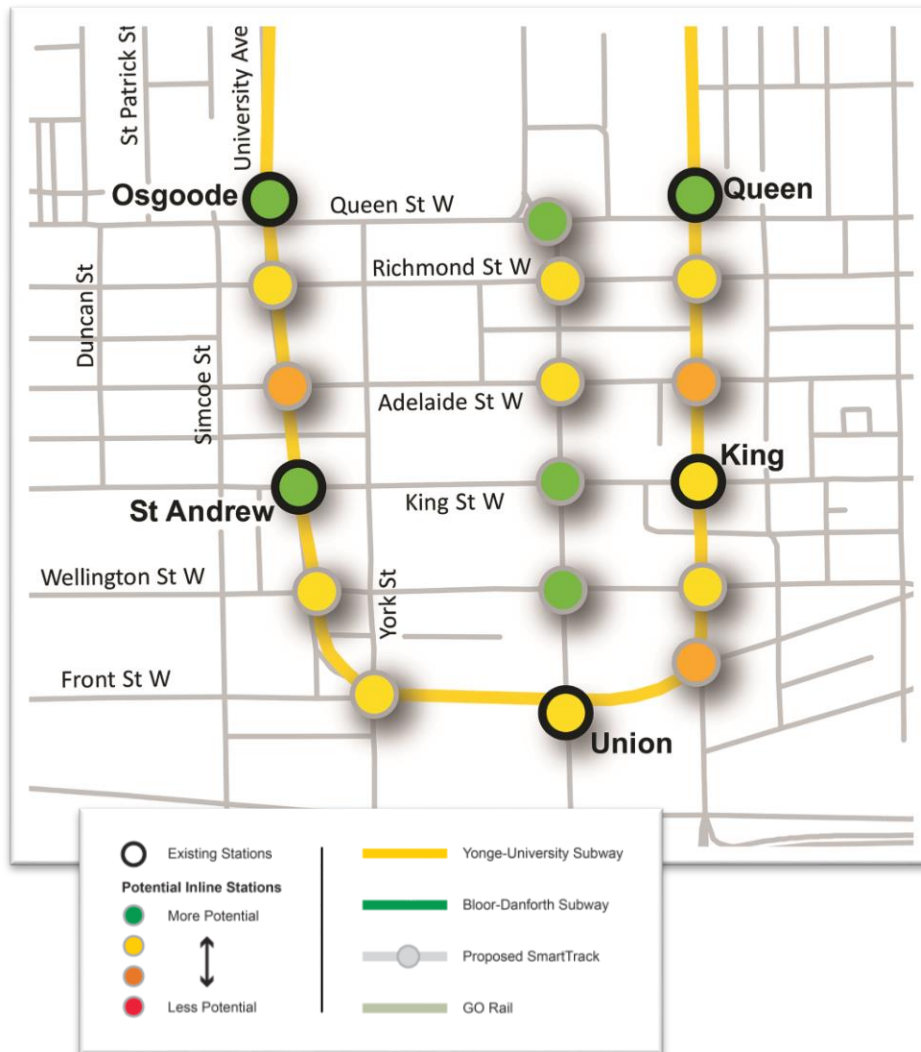 St Patrick St
University Ave
Osgoode
Queen St W
Queen
Richmond St W
Duncan St
Simcoe St
Adelaide St W
King
St Andrew
King St W
Wellington St W
York St
Front St W
Union
Existing Stations
Potential Inline Stations
More Potential
Less Potential
Yonge-University Subway
Bloor-Danforth Subway
Proposed SmartTrack
GO Rail